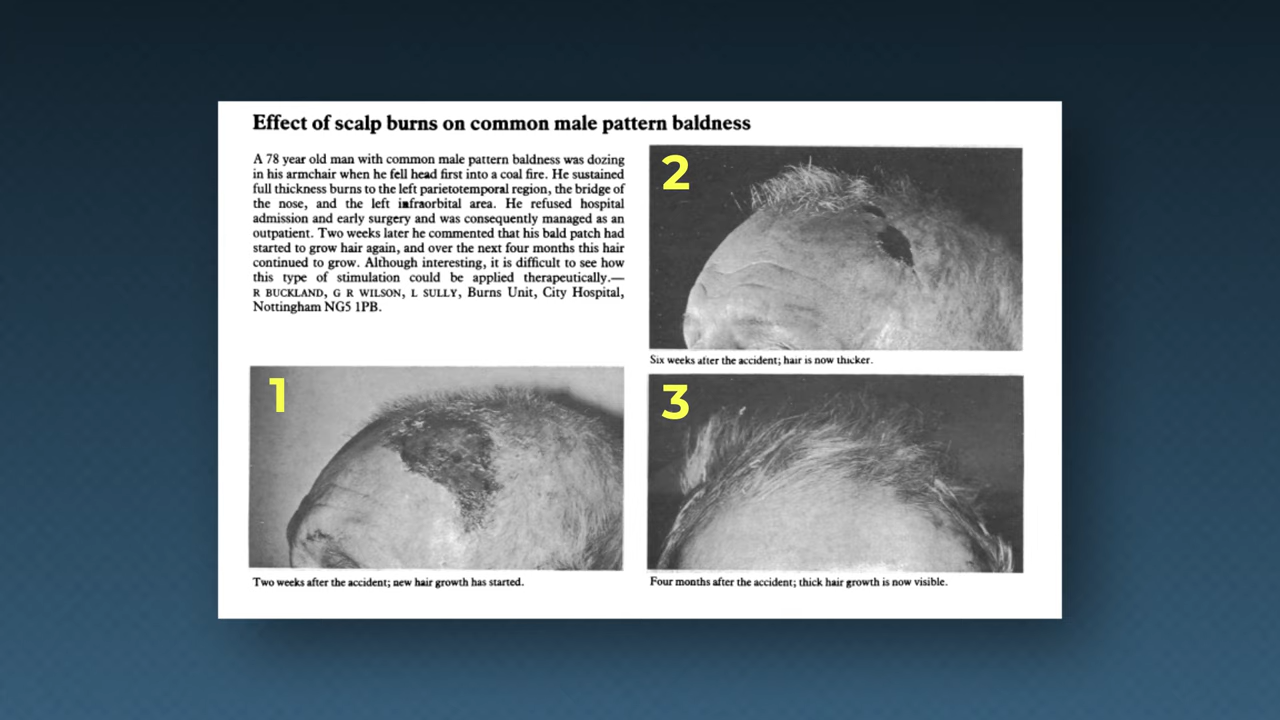 Effect of scalp burns on common male pattern baldness
A 78 year old man with common male pattern baldness was dozing
in his armchair when he fell head first into a coal fire. He sustained
full thickness burns to the left parietotemporal region, the bridge of
the nose, and the left infraorbital area. He refused hospital
admission and early surgery and was consequently managed as an
outpatient. Two weeks later he commented that his bald patch had
started to grow hair again, and over the next four months this hair
continued to grow. Although interesting, it is difficult to see how
this type of stimulation could be applied therapeutically.—
R BUCKLAND, G R WILSON, L SULLY, Burns Unit, City Hospital,
Nottingham NG5 1PB.
1
Two weeks after the accident; new hair growth has started.
2
Six weeks after the accident; hair is now thicker.
3
Four months after the accident; thick hair growth is now visible.